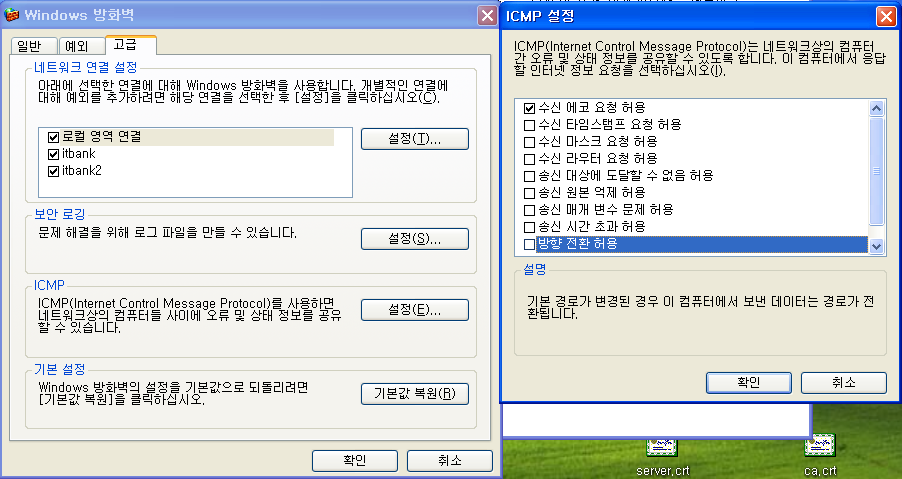 Windows 방화벽
일반
예외
고급
네트워크 연결 설정
아래에 선택한 연결에 대해 Windows 방화벽을 사용합니다. 개별적인 연결에
대해 예외를 추가하려면 해당 연결을 선택한 후 [설정]을 클릭하십시오(C).
로컬 영역 연결
itbank
itbank2
설정(T)...
보안 로깅
문제 해결을 위해 로그 파일을 만들 수 있습니다.
설정(S)...
ICMP
ICMP(Internet Control Message Protocol)를 사용하면
네트워크상의 컴퓨터들 사이에 오류 및 상태 정보를 공유
할 수 있습니다.
설정(E)...
기본 설정
Windows 방화벽의 설정을 기본값으로 되돌리려면
[기본값 복원]을 클릭하십시오.
기본값 복원(R)
확인
취소
ICMP 설정
ICMP(Internet Control Message Protocol)는 네트워크상의 컴퓨터
간 오류 및 상태 정보를 공유할 수 있도록 합니다. 이 컴퓨터에서 응답
할 인터넷 정보 요청을 선택하십시오(I).
수신 에코 요청 허용
수신 타임스탬프 요청 허용
수신 마스크 요청 허용
수신 라우터 요청 허용
송신 대상에 도달할 수 없음 허용
송신 원본 억제 허용
송신 매개 변수 문제 허용
송신 시간 초과 허용
방향 전환 허용
설명
기본 경로가 변경된 경우 이 컴퓨터에서 보낸 데이터는 경로가 전
환됩니다.
확인
취소
server.crt
ca.crt